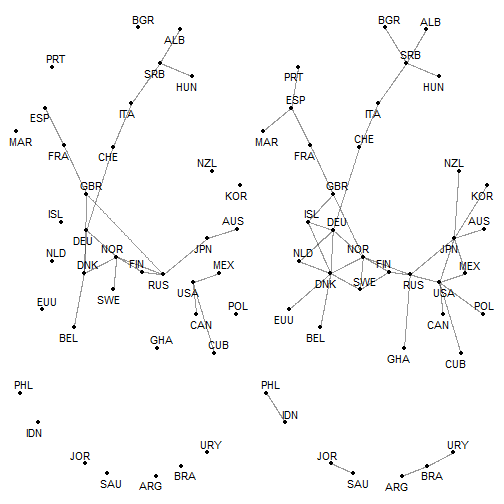 BGR
ALB
PRT
SRB
HUN
ESP
ITA
MAR
FRA
CHE
NZL
GBR
KOR
ISL
AUS
DEU
NOR
JPN
NLD
DNK
FIN
MEX
RUS
USA
EUU
SWE
POL
CAN
BEL
GHA
CUB
PHL
IDN
URY
JOR
BRA
SAU
ARG
BGR
ALB
SRB
PRT
HUN
ESP
ITA
MAR
CHE
FRA
NZL
GBR
KOR
ISL
DEU
AUS
NOR
JPN
NLD
FIN
MEX
DNK
SWE
RUS
USA
EUU
POL
CAN
BEL
GHA
CUB
PHL
IDN
URY
JOR
BRA
SAU
ARG